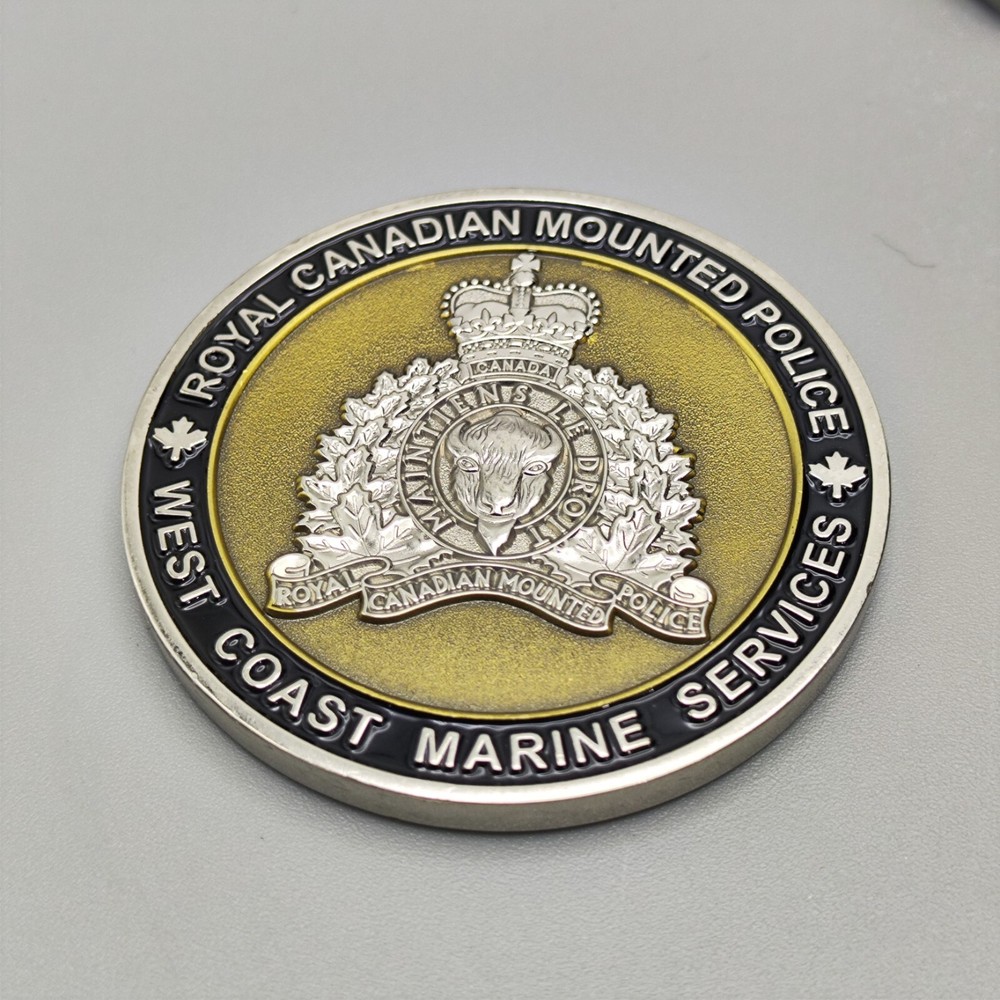 ROYAL CANADIAN MOUNTED POLICE
CANADA
MAINTIENS LE DROIT
ROYAL CANADIAN MOUNTED POLICE
WEST COAST MARINE SERVICES